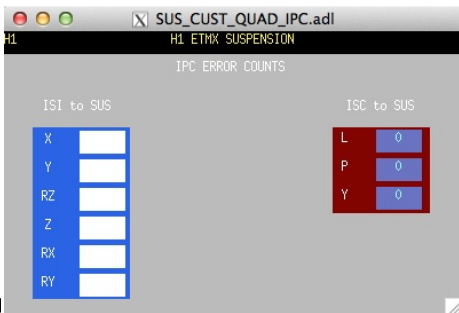 X SUS_CUST_QUAD_IPC.adl
H1 H1 ETMX SUSPENSION
IPC ERROR COUNTS
ISI to SUS ISC to SUS
X L 0
Y P 0
RZ Y 0
Z
RX
RY